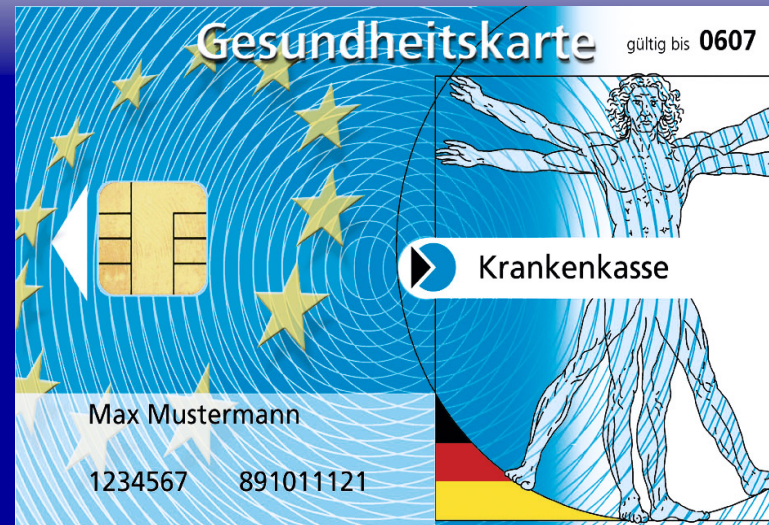 Gesundheitskarte gültig bis 0607
Krankenkasse
Max Mustermann
1234567 891011121